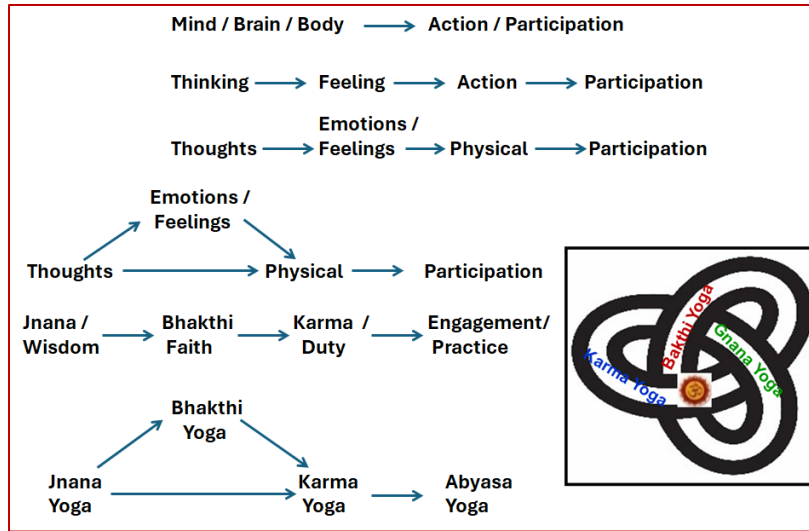 Mind / Brain / Body Action / Participation
Thinking Feeling Action Participation
Emotions /
Thoughts Feelings Physical Participation
Emotions /
Feelings
Thoughts Physical Participation
Jnana / Bhakthi Karma / Engagement/
Wisdom Faith Duty Practice
Bhakthi
Yoga
Jnana Karma Abyasa
Yoga Yoga Yoga
Karma Yoga
Bakthi Yoga
Gnana Yoga
ॐ